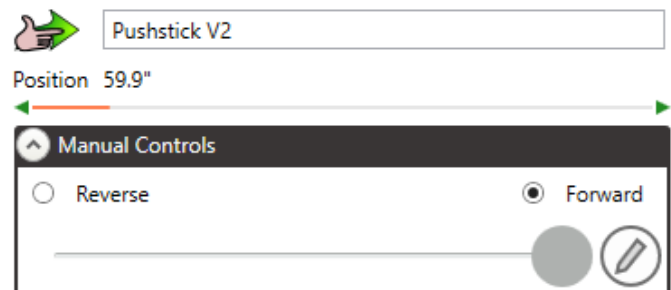 Pushstick V2
Position 59.9"
Manual Controls
Reverse Forward